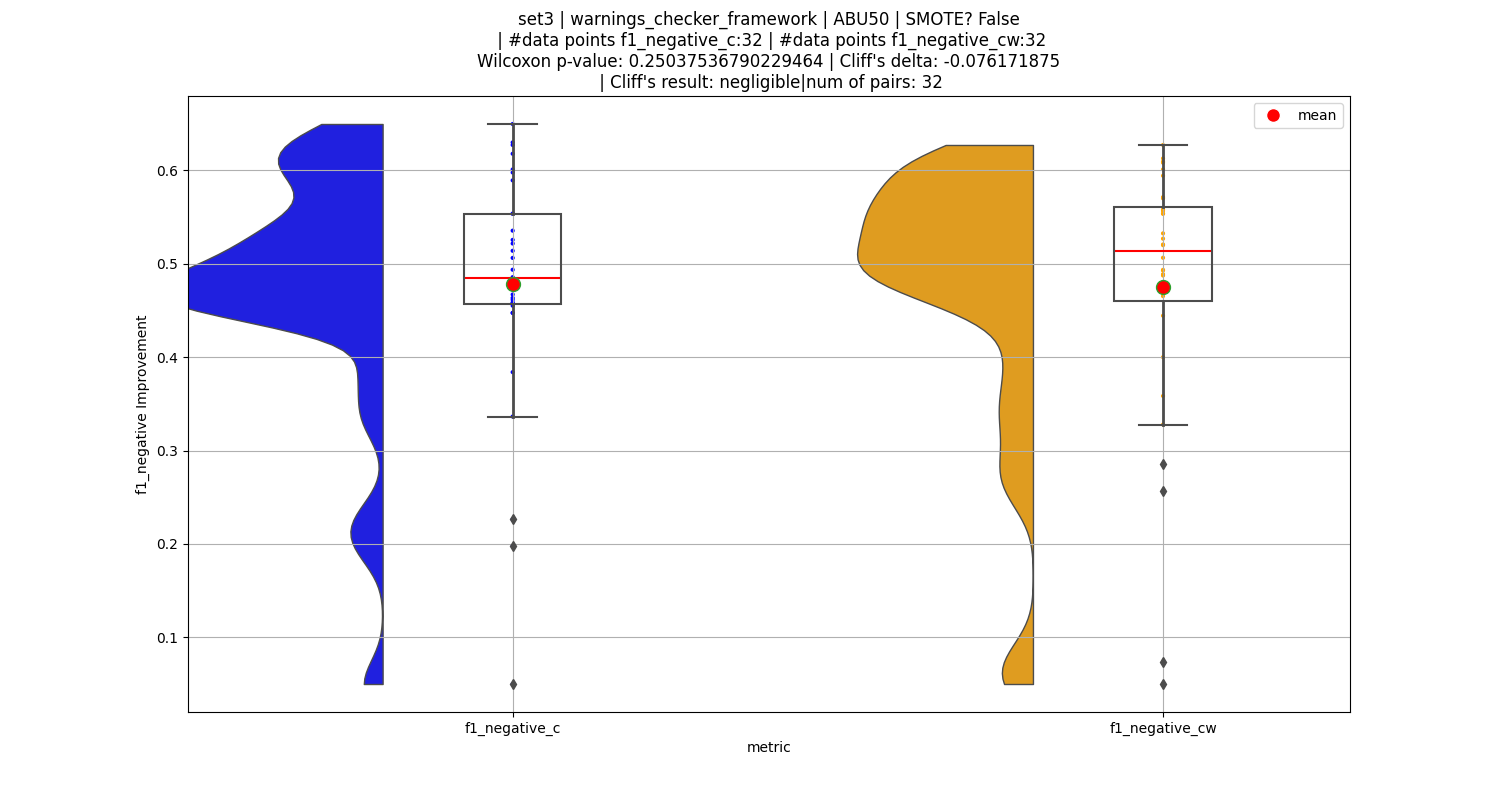 set3 | warnings_checker_framework | ABU50 | SMOTE? False
| #data points f1_negative_c:32 | #data points f1_negative_cw:32
Wilcoxon p-value: 0.25037536790229464 | Cliff's delta: -0.076171875
| Cliff's result: negligible|num of pairs: 32
mean
f1_negative Improvement
0.6
0.5
0.4
0.3
0.2
0.1
f1_negative_c
f1_negative_cw
metric